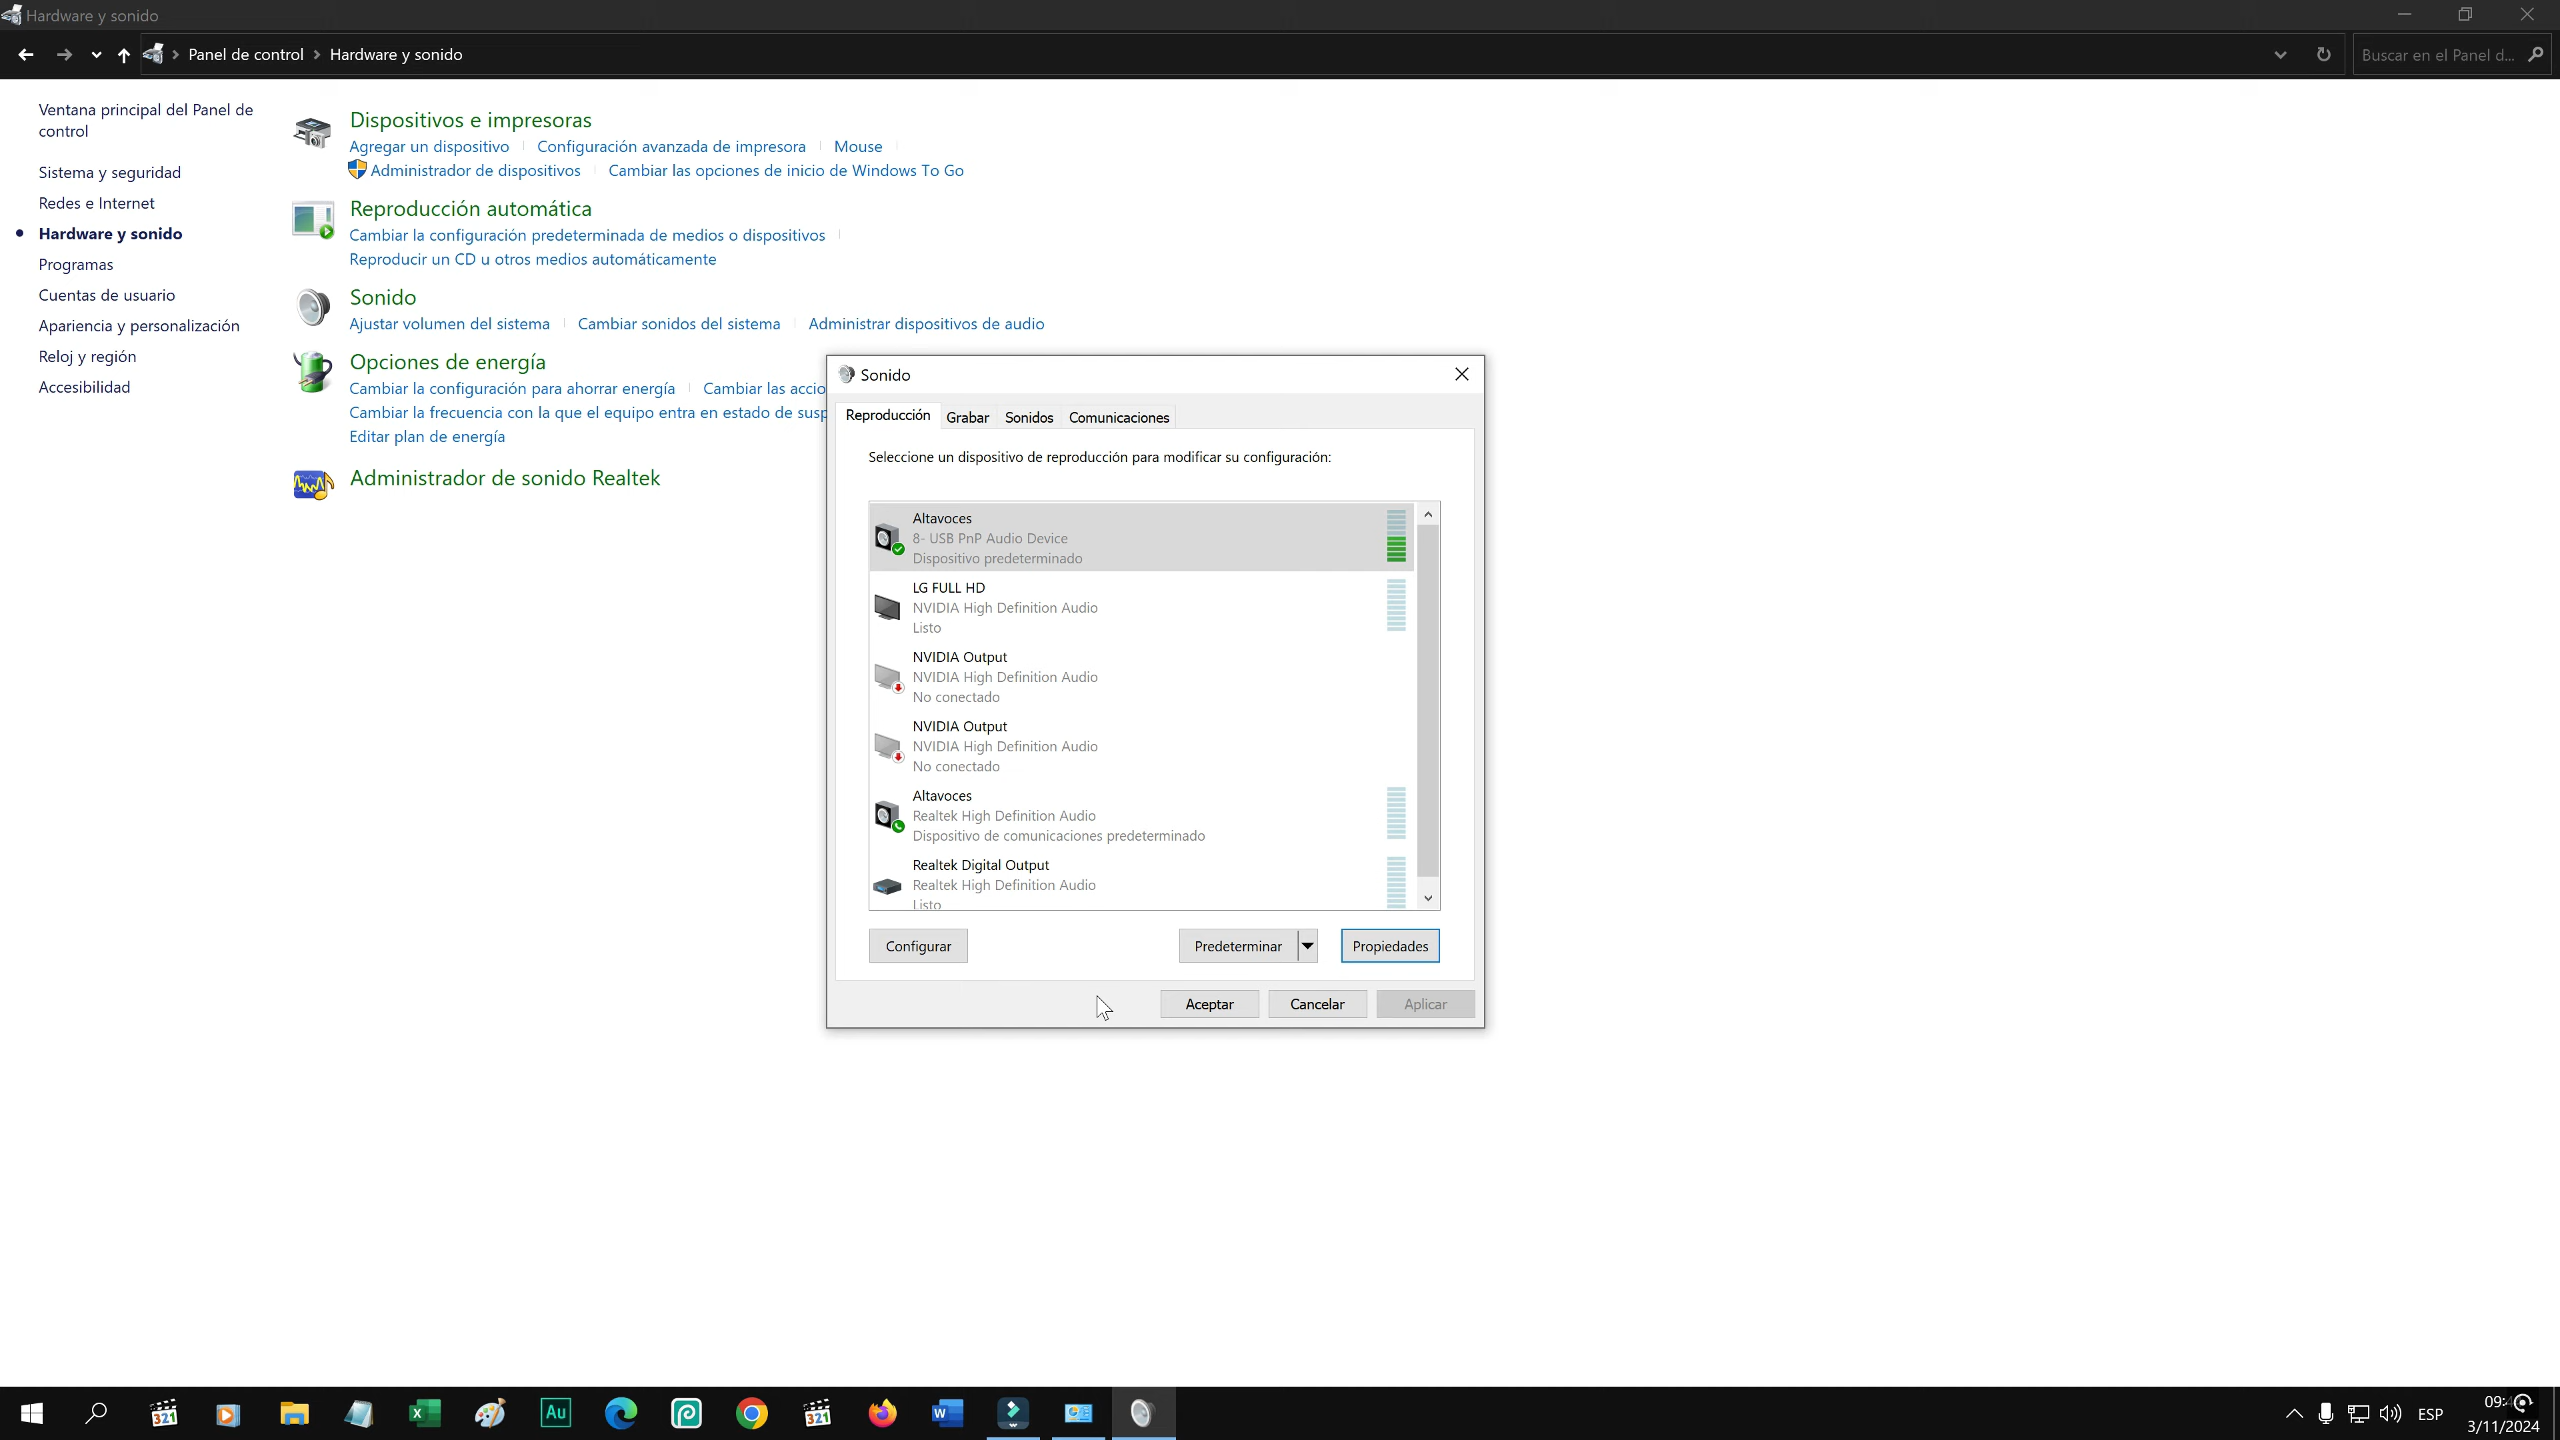 Hardware y sonido
Panel de control > Hardware y sonido
Buscar en el Panel d...
Ventana principal del Panel de
control
Sistema y seguridad
Redes e Internet
Hardware y sonido
Programas
Cuentas de usuario
Apariencia y personalización
Reloj y región
Accesibilidad
Dispositivos e impresoras
Agregar un dispositivo | Configuración avanzada de impresora | Mouse
Administrador de dispositivos | Cambiar las opciones de inicio de Windows To Go
Reproducción automática
Cambiar la configuración predeterminada de medios o dispositivos
Reproducir un CD u otros medios automáticamente
Sonido
Ajustar volumen del sistema | Cambiar sonidos del sistema | Administrar dispositivos de audio
Opciones de energía
Cambiar la configuración para ahorrar energía | Cambiar las accio
Cambiar la frecuencia con la que el equipo entra en estado de susp
Editar plan de energía
Administrador de sonido Realtek
Sonido
Reproducción Grabar Sonidos Comunicaciones
Seleccione un dispositivo de reproducción para modificar su configuración:
Altavoces
8- USB PnP Audio Device
Dispositivo predeterminado
LG FULL HD
NVIDIA High Definition Audio
Listo
NVIDIA Output
NVIDIA High Definition Audio
No conectado
NVIDIA Output
NVIDIA High Definition Audio
No conectado
Altavoces
Realtek High Definition Audio
Dispositivo de comunicaciones predeterminado
Realtek Digital Output
Realtek High Definition Audio
Listo
Configurar Predeterminar Propiedades
Aceptar Cancelar Aplicar
321 X Au 321 W ESP
3/11/2024